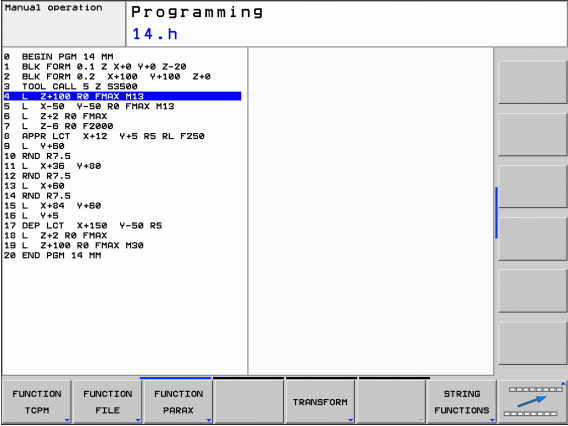 Manual operation
Programming
14.h
0 BEGIN PGM 14 MM
1 BLK FORM 0.1 Z X+0 Y+0 Z-20
2 BLK FORM 0.2 X+100 Y+100 Z+0
3 TOOL CALL 5 Z S3500
4 L Z+100 R0 FMAX M13
5 L X-50 Y-50 R0 FMAX M13
6 L Z+2 R0 FMAX
7 L Z-6 R0 F2000
8 APPR LCT X+12 Y+5 R5 RL F250
9 L Y+60
10 RND R7.5
11 L X+36 Y+80
12 RND R7.5
13 L X+60
14 RND R7.5
15 L X+84 Y+60
16 L Y+5
17 DEP LCT X+150 Y-50 R5
18 L Z+2 R0 FMAX
19 L Z+100 R0 FMAX M30
20 END PGM 14 MM
FUNCTION TCPM
FUNCTION FILE
FUNCTION PARAX
TRANSFORM
STRING FUNCTIONS